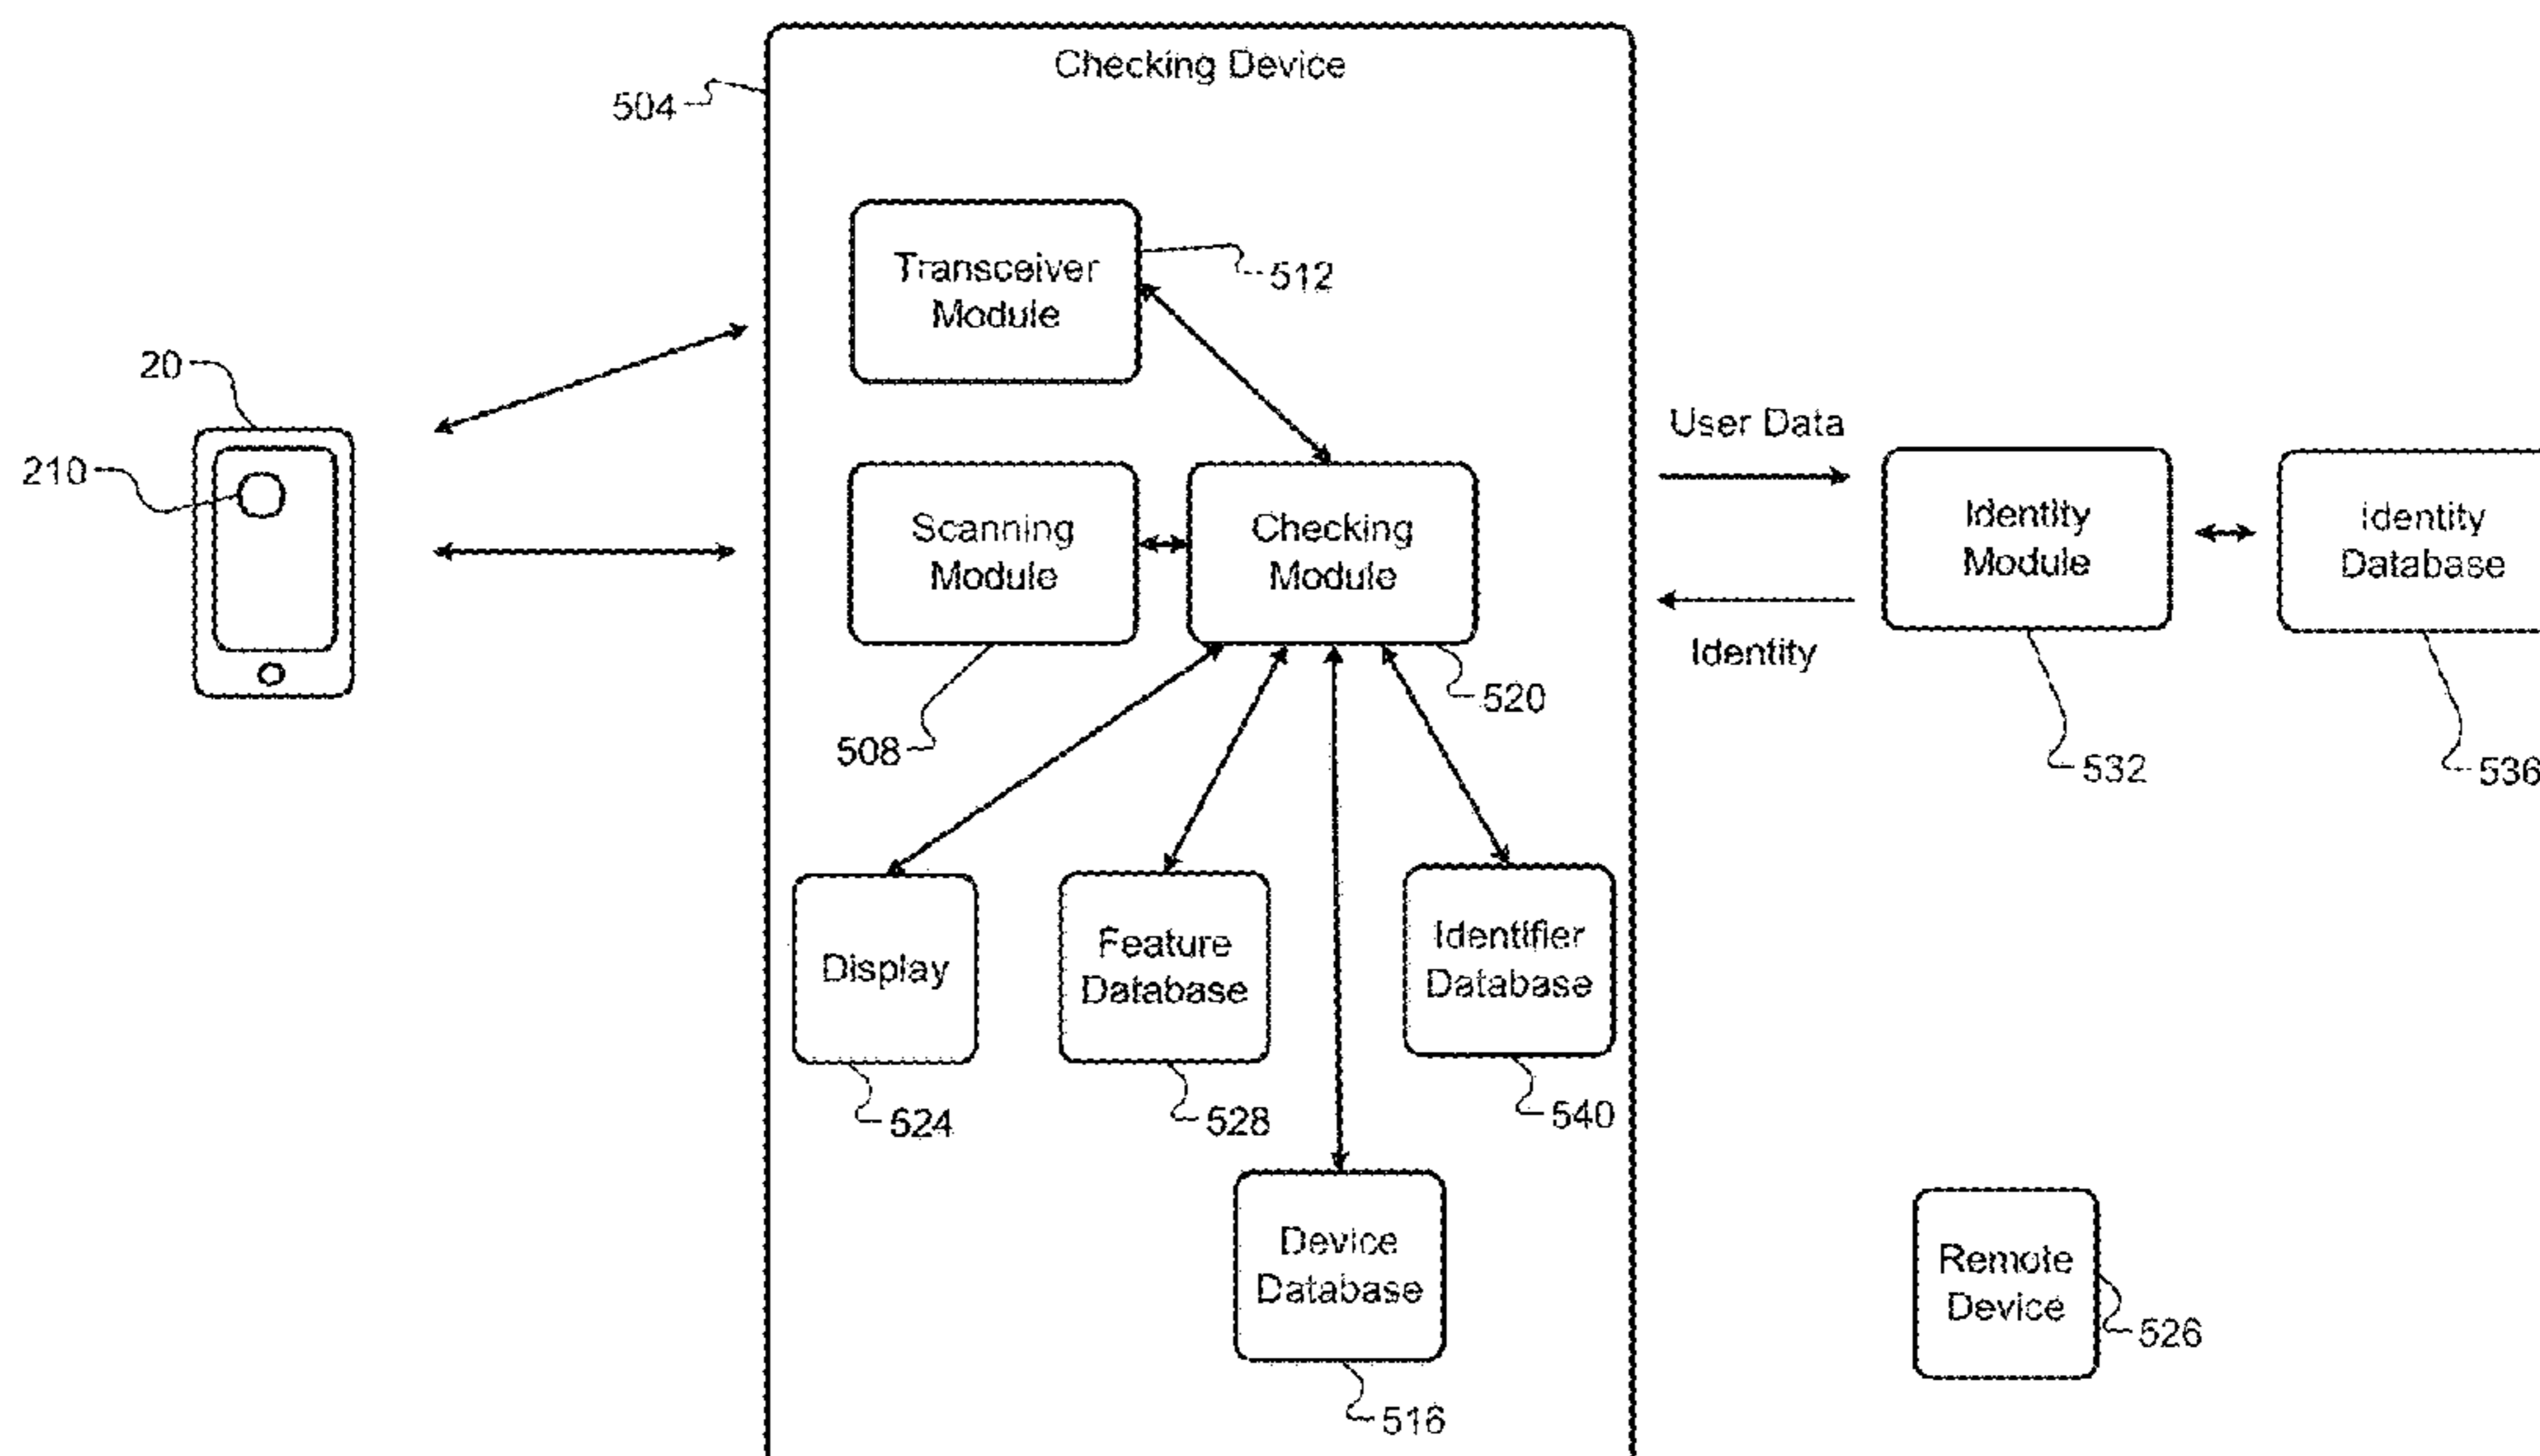 Checking Device
504
Transceiver
Module
512
20
210
User Data
Scanning
Module
Checking
Module
Identity
Module
Identity
Database
Identity
520
508
532
536
Display
Feature
Database
Identifier
Database
524
528
540
Device
Database
Remote
Device
526
516